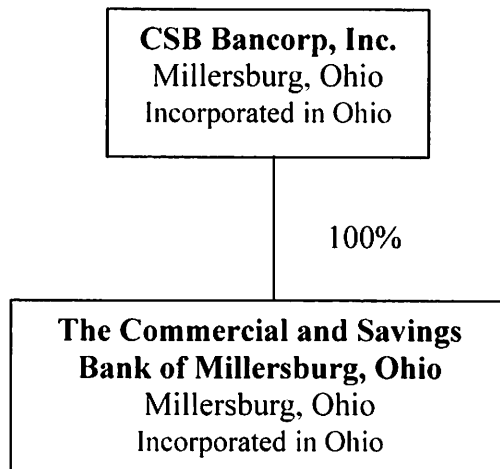 CSB Bancorp, Inc.
Millersburg, Ohio
Incorporated in Ohio
100%
The Commercial and Savings
Bank of Millersburg, Ohio
Millersburg, Ohio
Incorporated in Ohio